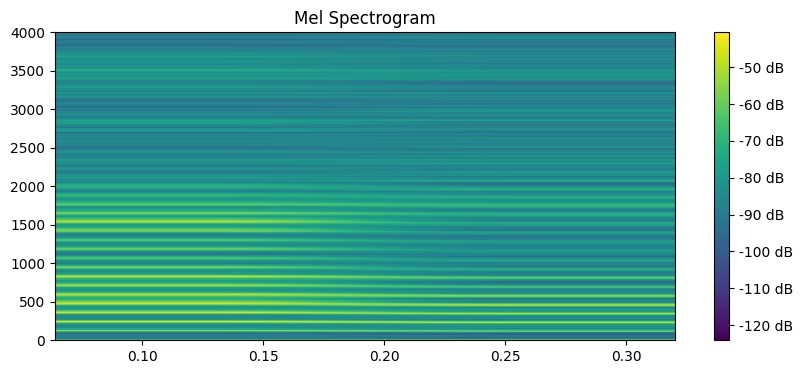 Mel Spectrogram
4000
3500
3000
2500
2000
1500
1000
500
0
0.10 0.15 0.20 0.25 0.30
-50 dB
-60 dB
-70 dB
-80 dB
-90 dB
-100 dB
-110 dB
-120 dB